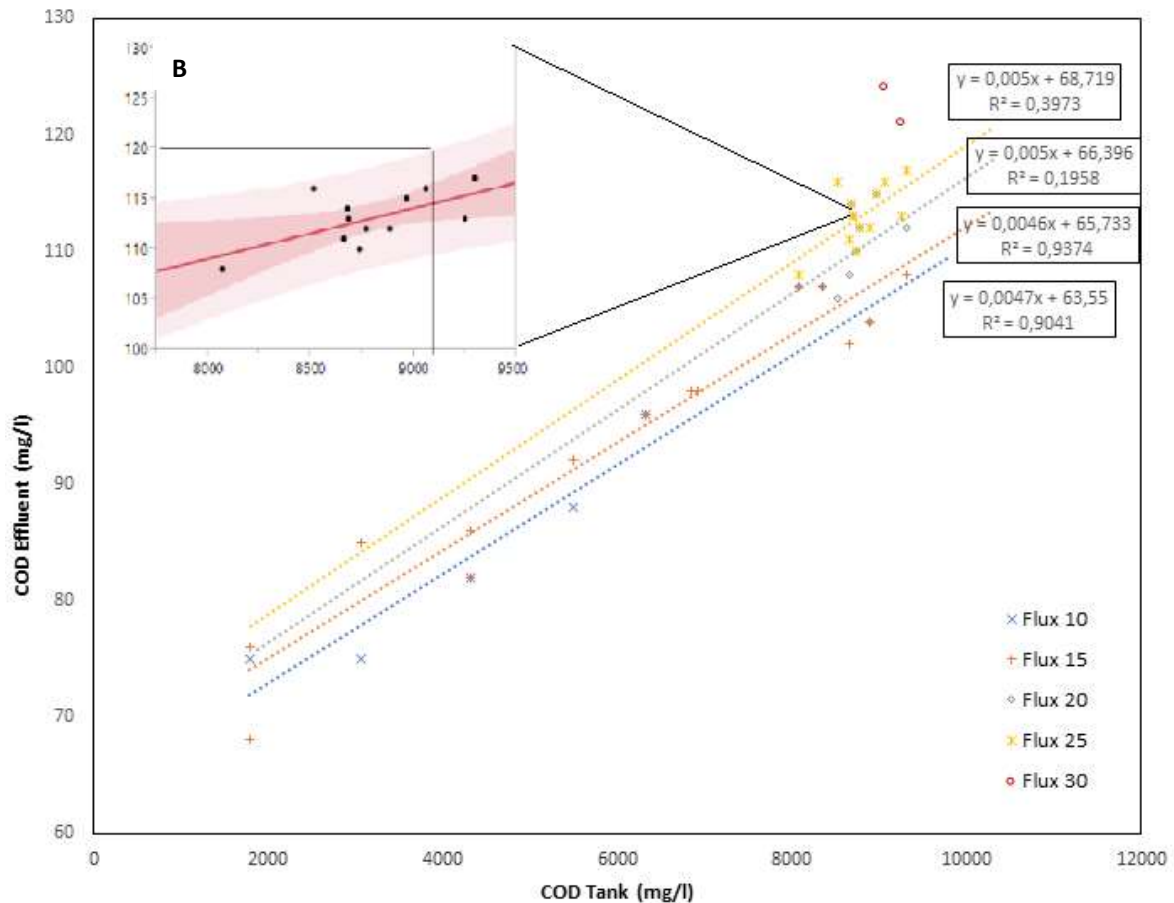 130
120
110
100
90
80
70
60
COD Effluent (mg/l)
B
130
125
120
115
110
105
100
8000
8500
9000
9500
y = 0,005x + 68,719
R² = 0,3973
y = 0,005x + 66,396
R² = 0,1958
y = 0,0046x + 65,733
R² = 0,9374
y = 0,0047x + 63,55
R² = 0,9041
Flux 10
Flux 15
Flux 20
Flux 25
Flux 30
0
2000
4000
6000
8000
10000
12000
COD Tank (mg/l)